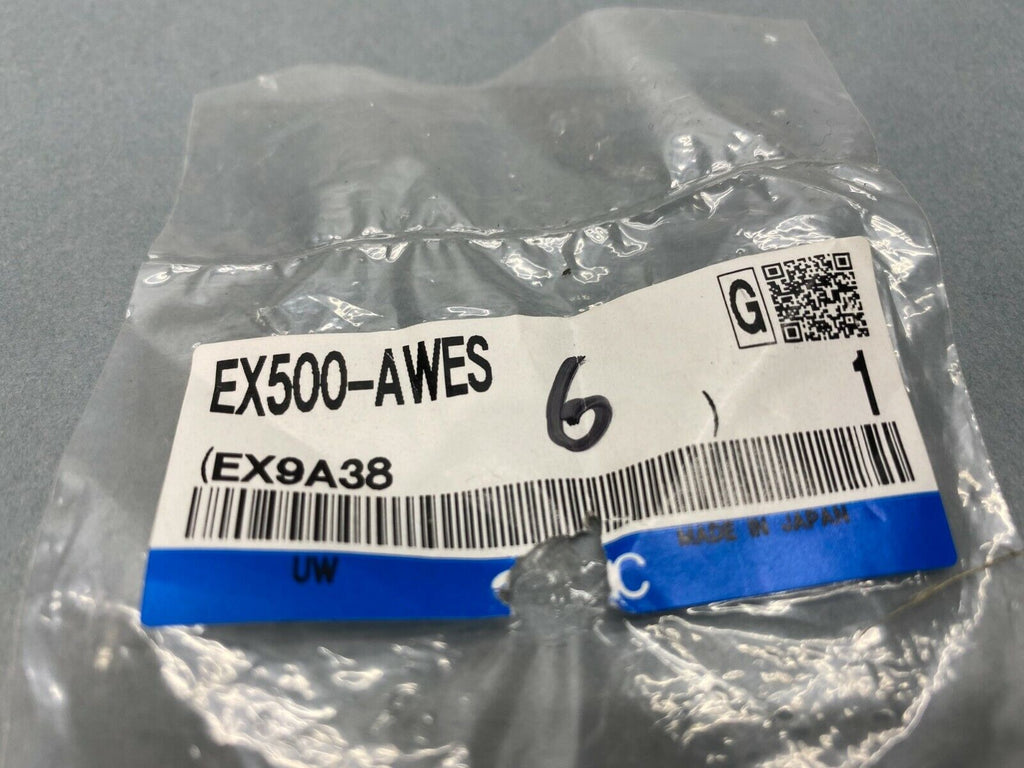 G
EX500-AWES
6
1
(EX9A38 )
MADE IN JAPAN
UW
C